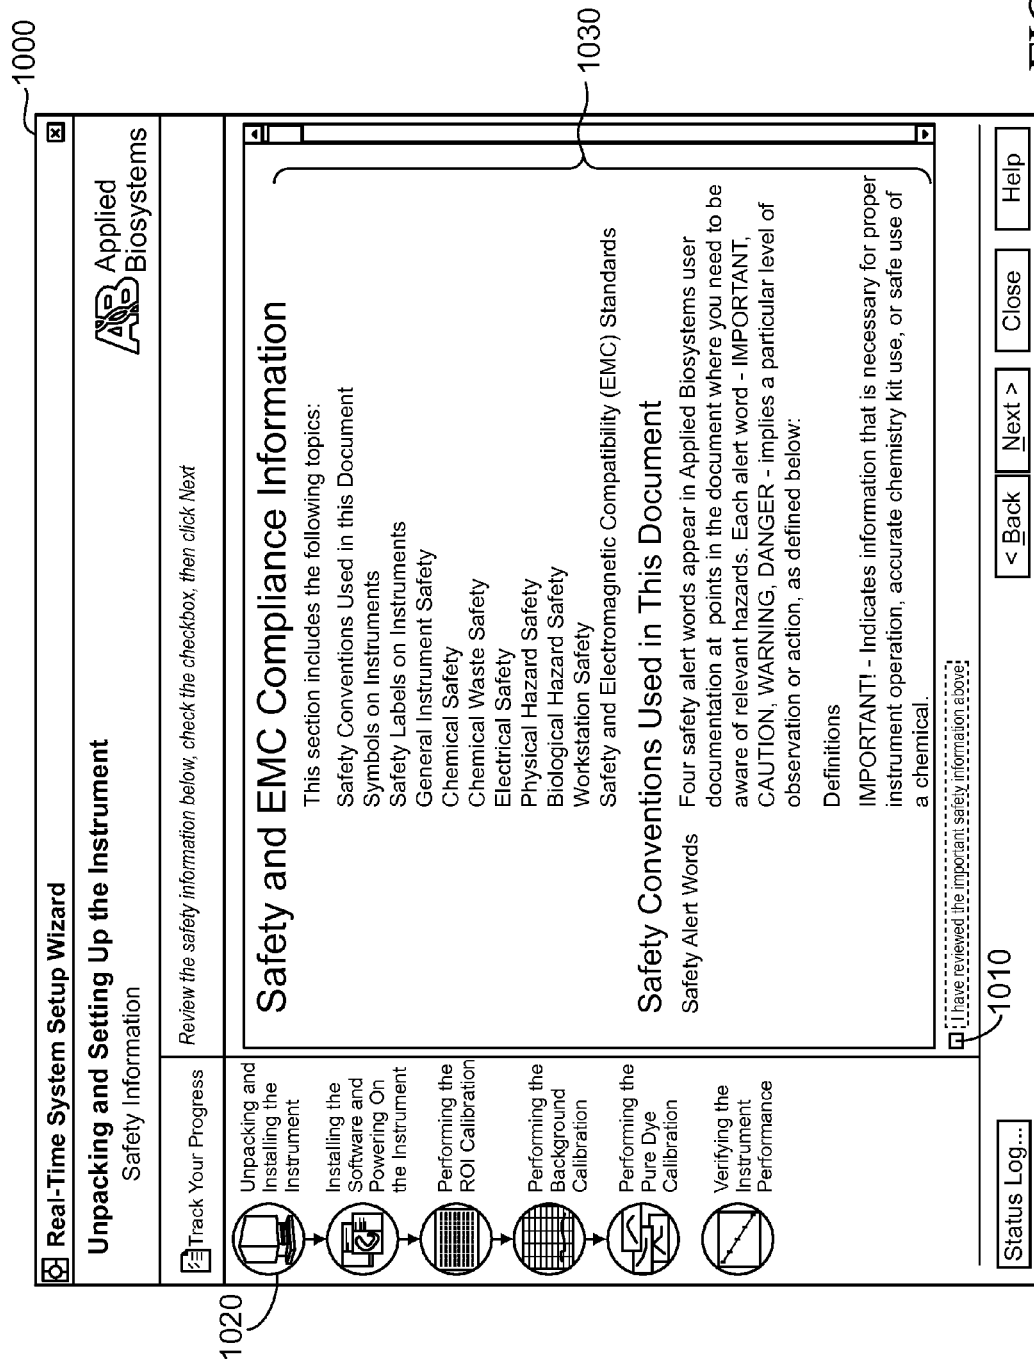 1000
Real-Time System Setup Wizard
Unpacking and Setting Up the Instrument
Safety Information
AB Applied
Biosystems
Track Your Progress
Review the safety information below, check the checkbox, then click Next
1020
Unpacking and
Installing the
Instrument
Installing the
Software and
Powering On
the Instrument
Performing the
ROI Calibration
Performing the
Background
Calibration
Performing the
Pure Dye
Calibration
Verifying the
Instrument
Performance
Safety and EMC Compliance Information
This section includes the following topics:
Safety Conventions Used in this Document
Symbols on Instruments
Safety Labels on Instruments
General Instrument Safety
Chemical Safety
Chemical Waste Safety
Electrical Safety
Physical Hazard Safety
Biological Hazard Safety
Workstation Safety
Safety and Electromagnetic Compatibility (EMC) Standards
1030
Safety Conventions Used in This Document
Safety Alert Words
Four safety alert words appear in Applied Biosystems user
documentation at points in the document where you need to be
aware of relevant hazards. Each alert word - IMPORTANT,
CAUTION, WARNING, DANGER - implies a particular level of
observation or action, as defined below:
Definitions
IMPORTANT! - Indicates information that is necessary for proper
instrument operation, accurate chemistry kit use, or safe use of
a chemical.
I have reviewed the important safety information above
1010
Status Log...
< Back
Next >
Close
Help